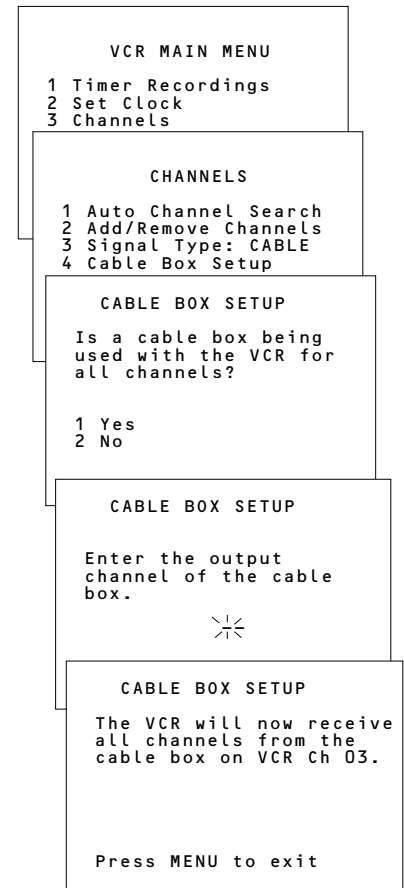 VCR MAIN MENU
1 Timer Recordings
2 Set Clock
3 Channels
CHANNELS
1 Auto Channel Search
2 Add/Remove Channels
3 Signal Type: CABLE
4 Cable Box Setup
CABLE BOX SETUP
Is a cable box being
used with the VCR for
all channels?
1 Yes
2 No
CABLE BOX SETUP
Enter the output
channel of the cable
box.
--
CABLE BOX SETUP
The VCR will now receive
all channels from the
cable box on VCR Ch 03.
Press MENU to exit